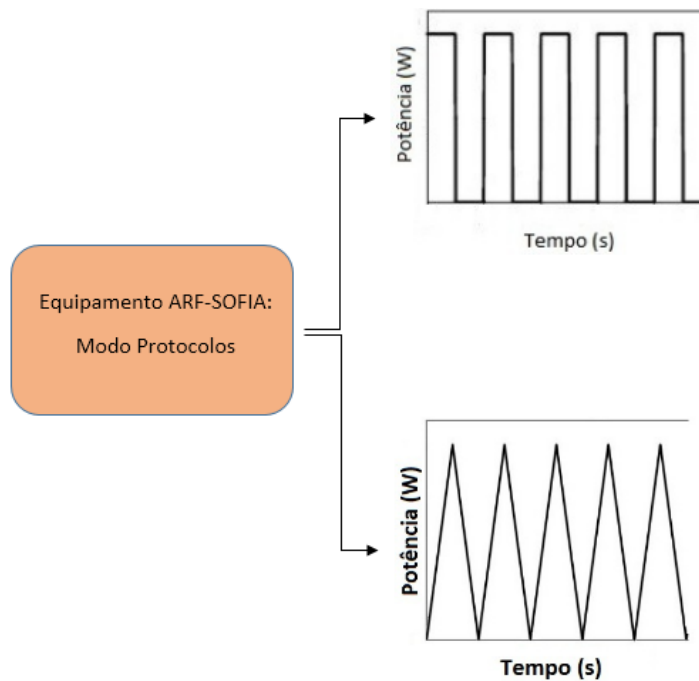 Potência (W)
Tempo (s)
Equipamento ARF-SOFIA:
Modo Protocolos
Potência (W)
Tempo (s)